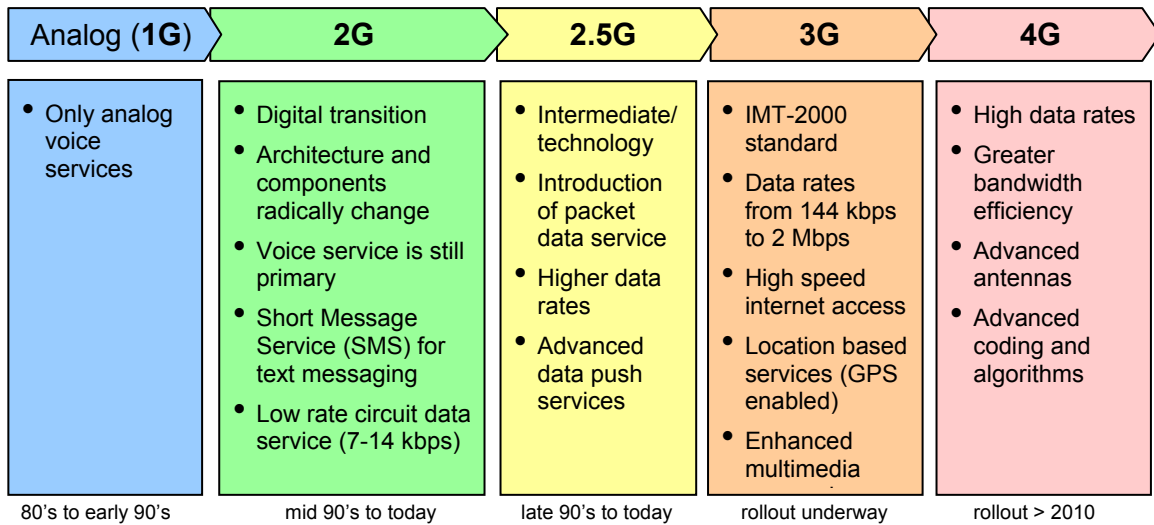 Analog (1G)
2G
2.5G
3G
4G
• Only analog
voice
services
• Digital transition
• Architecture and
components
radically change
• Voice service is still
primary
• Short Message
Service (SMS) for
text messaging
• Low rate circuit data
service (7-14 kbps)
• Intermediate/
technology
• Introduction
of packet
data service
• Higher data
rates
• Advanced
data push
services
• IMT-2000
standard
• Data rates
from 144 kbps
to 2 Mbps
• High speed
internet access
• Location based
services (GPS
enabled)
• Enhanced
multimedia
• High data rates
• Greater
bandwidth
efficiency
• Advanced
antennas
• Advanced
coding and
algorithms
80's to early 90's
mid 90's to today
late 90's to today
rollout underway
rollout > 2010